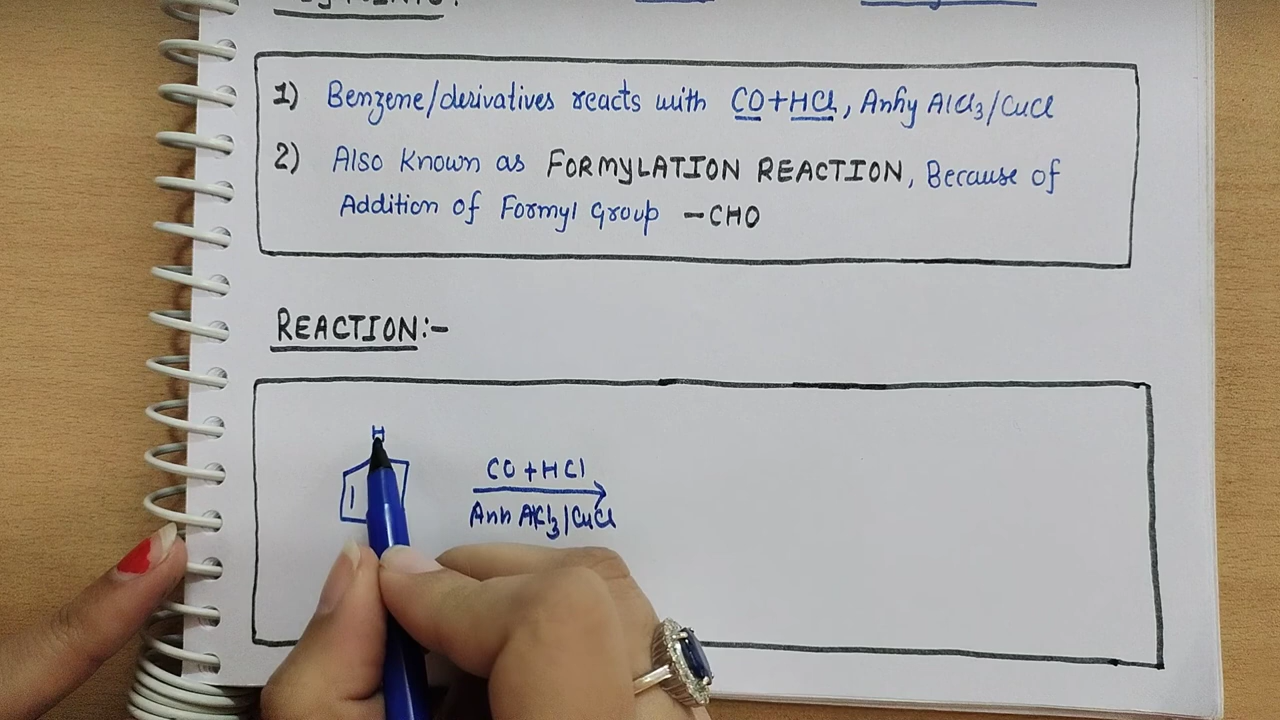 1) Benzene/derivatives reacts with CO+HCl, Anhy AlCl3/CuCl
2) Also Known as FORMYLATION REACTION, Because of
Addition of Formyl Group -CHO
REACTION:-
H
CO+HCl
Anh AlCl3/CuCl